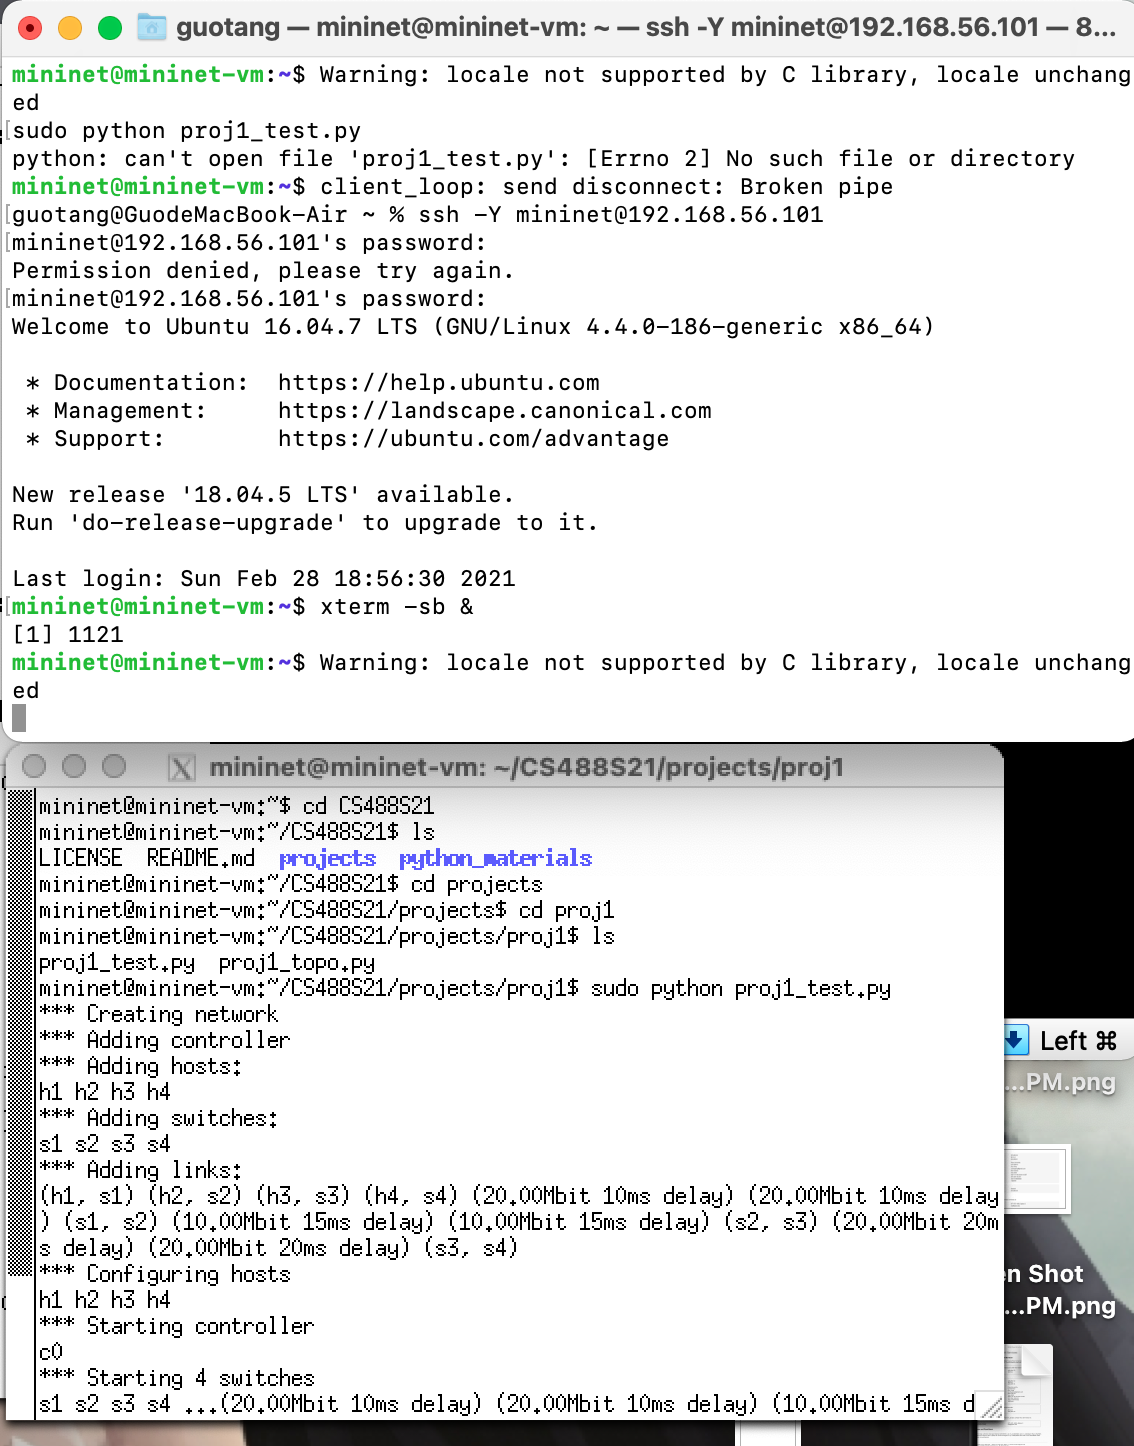 guotang — mininet@mininet-vm: ~ — ssh -Y mininet@192.168.56.101 — 8...
mininet@mininet-vm:~$ Warning: locale not supported by C library, locale unchang
ed
[sudo python proj1_test.py
python: can't open file 'proj1_test.py': [Errno 2] No such file or directory
mininet@mininet-vm:~$ client_loop: send disconnect: Broken pipe
[guotang@GuodeMacBook-Air ~ % ssh -Y mininet@192.168.56.101
[mininet@192.168.56.101's password:
Permission denied, please try again.
[mininet@192.168.56.101's password:
Welcome to Ubuntu 16.04.7 LTS (GNU/Linux 4.4.0-186-generic x86_64)
* Documentation:  https://help.ubuntu.com
* Management:     https://landscape.canonical.com
* Support:        https://ubuntu.com/advantage
New release '18.04.5 LTS' available.
Run 'do-release-upgrade' to upgrade to it.
Last login: Sun Feb 28 18:56:30 2021
[mininet@mininet-vm:~$ xterm -sb &
[1] 1121
mininet@mininet-vm:~$ Warning: locale not supported by C library, locale unchang
ed
mininet@mininet-vm: ~/CS488S21/projects/proj1
mininet@mininet-vm:~$ cd CS488S21
mininet@mininet-vm:~/CS488S21$ ls
LICENSE  README.md  projects  python_materials
mininet@mininet-vm:~/CS488S21$ cd projects
mininet@mininet-vm:~/CS488S21/projects$ cd proj1
mininet@mininet-vm:~/CS488S21/projects/proj1$ ls
proj1_test.py  proj1_topo.py
mininet@mininet-vm:~/CS488S21/projects/proj1$ sudo python proj1_test.py
*** Creating network
*** Adding controller
*** Adding hosts:
h1 h2 h3 h4
*** Adding switches:
s1 s2 s3 s4
*** Adding links:
(h1, s1) (h2, s2) (h3, s3) (h4, s4) (20.00Mbit 10ms delay) (20.00Mbit 10ms delay
) (s1, s2) (10.00Mbit 15ms delay) (10.00Mbit 15ms delay) (s2, s3) (20.00Mbit 20m
s delay) (20.00Mbit 20ms delay) (s3, s4)
*** Configuring hosts
h1 h2 h3 h4
*** Starting controller
c0
*** Starting 4 switches
s1 s2 s3 s4 ...(20.00Mbit 10ms delay) (20.00Mbit 10ms delay) (10.00Mbit 15ms d
Left ⌘
...PM.png
n Shot
...PM.png